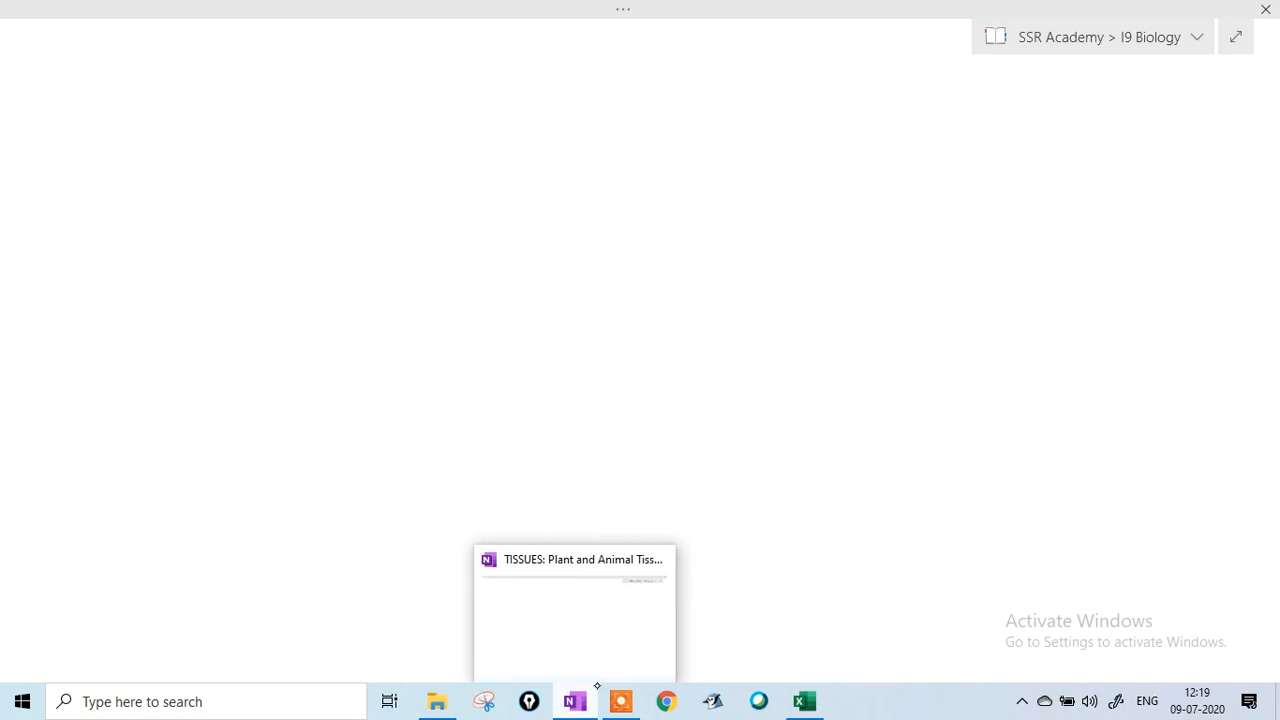 SSR Academy > I9 Biology
TISSUES: Plant and Animal Tiss...
Activate Windows
Go to Settings to activate Windows.
Type here to search
ENG
12:19
09-07-2020